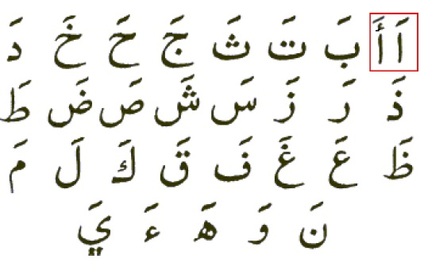 اَ أَ بَ تَ ثَ جَ حَ خَ دَ
ذَ رَ زَ سَ شَ صَ ضَ طَ
ظَ عَ غَ فَ قَ كَ لَ مَ
نَ وَ هَ ءَ يَ